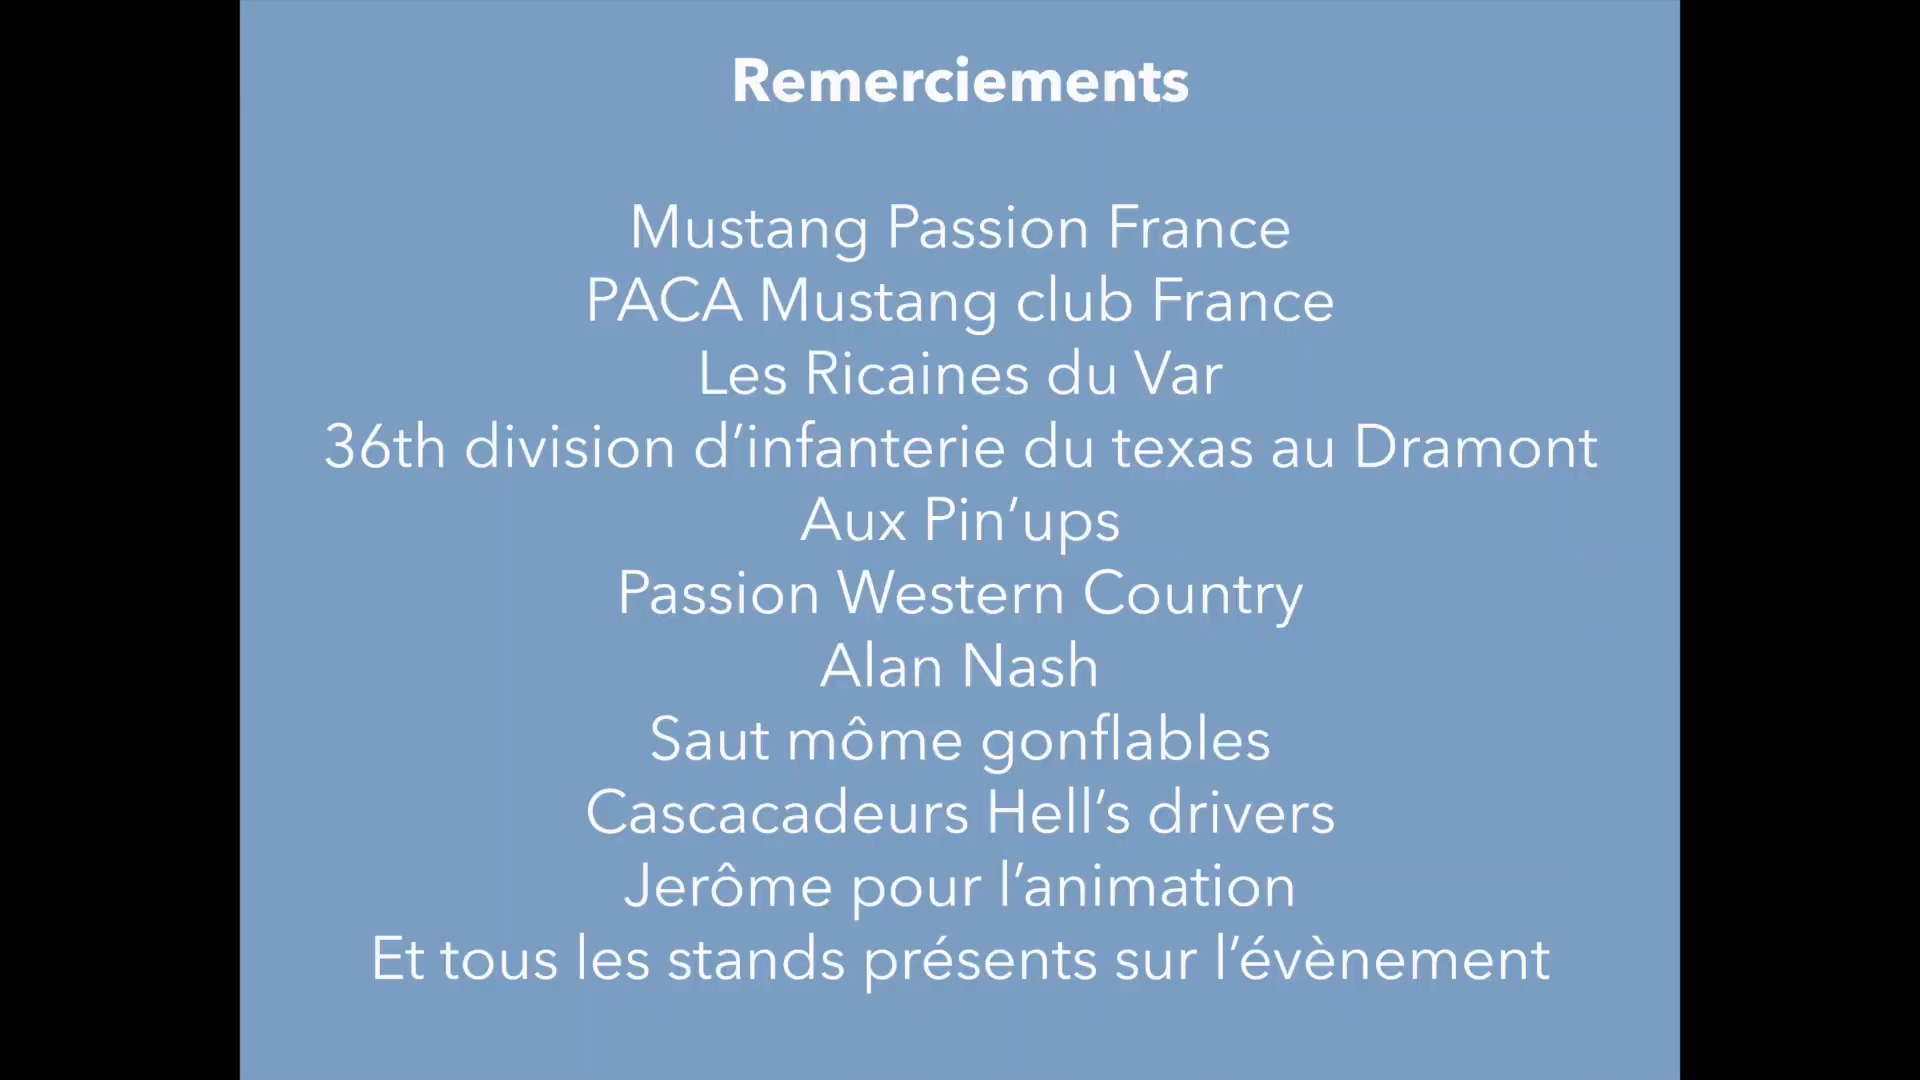 Remerciements
Mustang Passion France
PACA Mustang club France
Les Ricaines du Var
36th division d’infanterie du texas au Dramont
Aux Pin’ups
Passion Western Country
Alan Nash
Saut môme gonflables
Cascacadeurs Hell’s drivers
Jerôme pour l’animation
Et tous les stands présents sur l’évènement